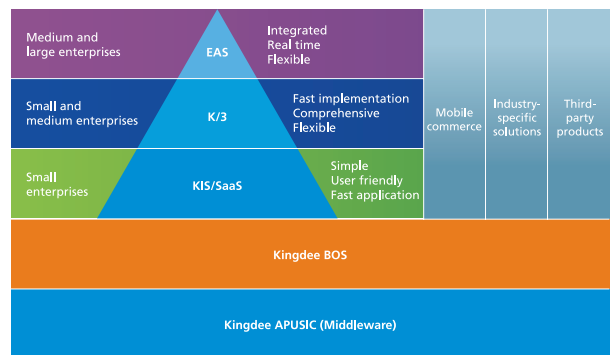 Medium and
large enterprises
EAS
Integrated
Real time
Flexible
Small and
medium enterprises
K/3
Fast implementation
Comprehensive
Flexible
Small
enterprises
KIS/SaaS
Simple
User friendly
Fast application
Mobile
commerce
Industry-
specific
solutions
Third-
party
products
Kingdee BOS
Kingdee APUSIC (Middleware)